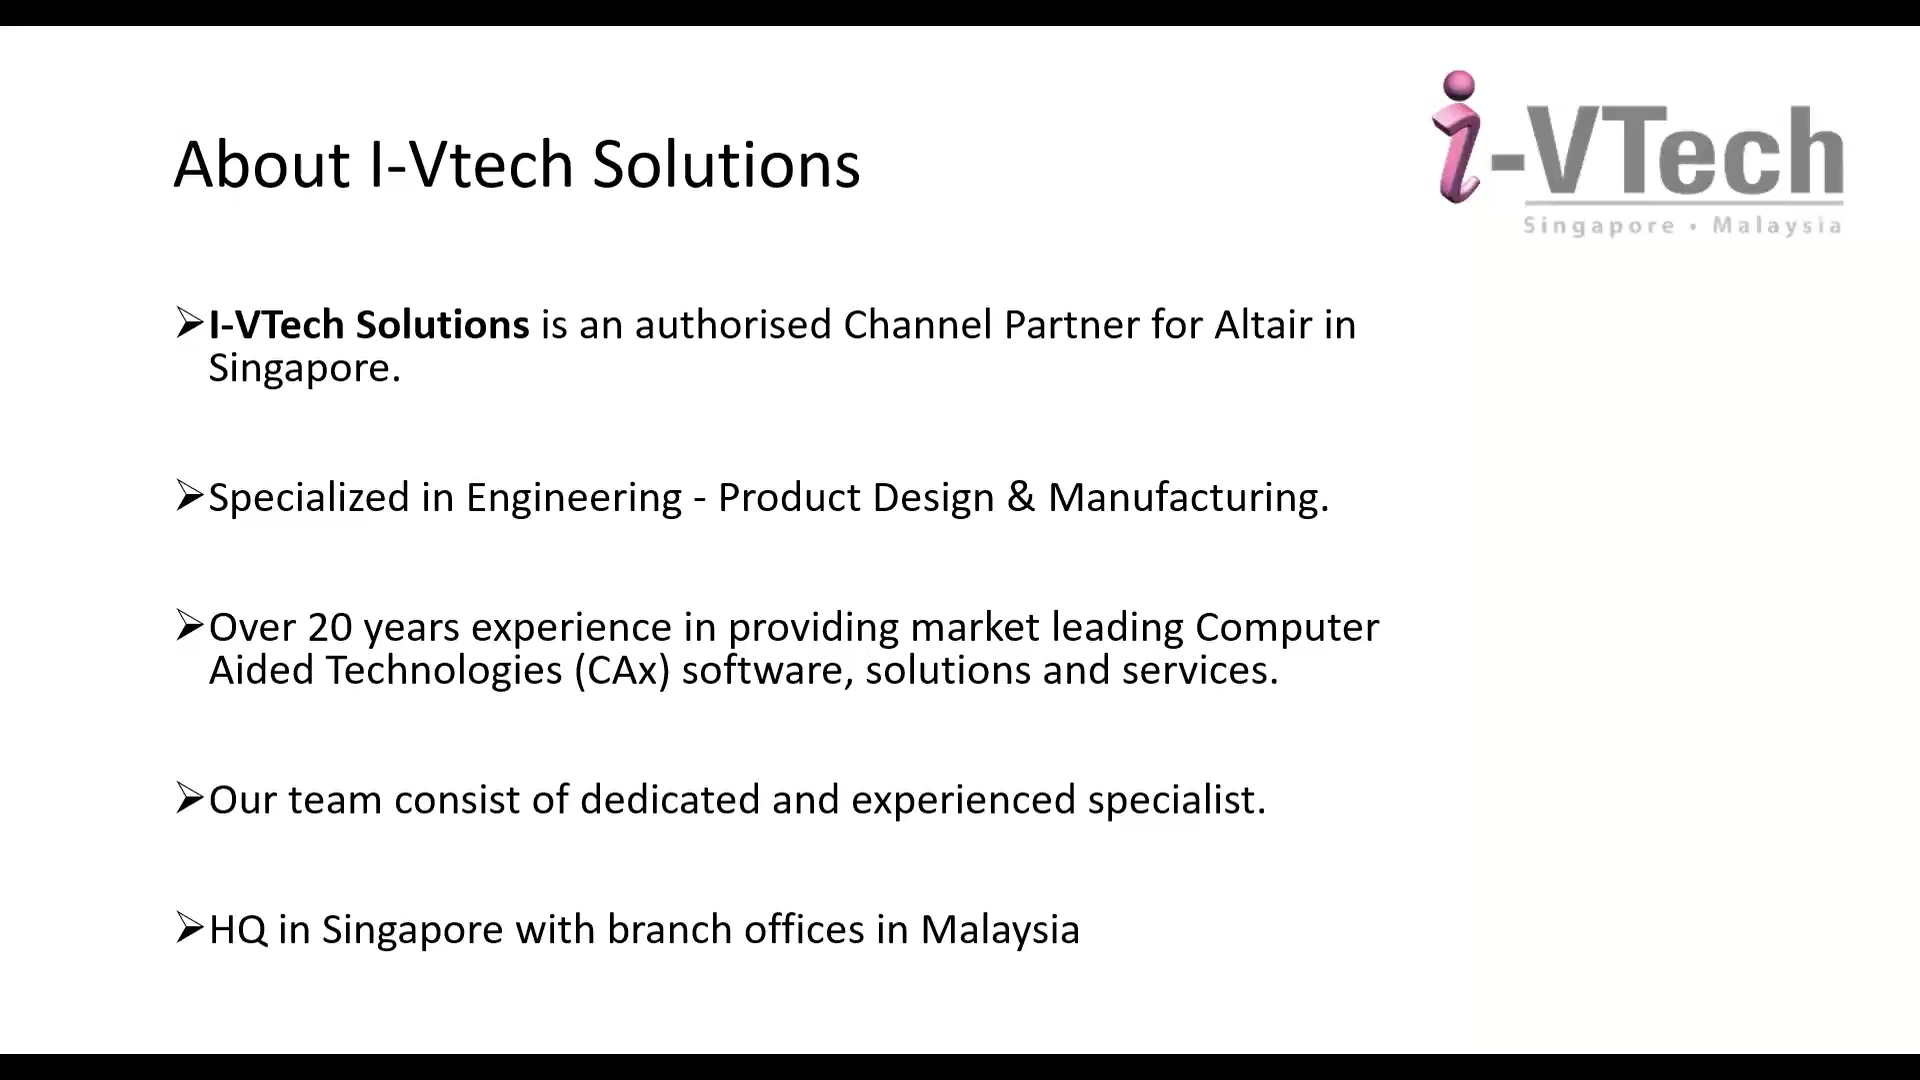 i-VTech
Singapore • Malaysia
About I-Vtech Solutions
➢I-VTech Solutions is an authorised Channel Partner for Altair in
Singapore.
➢Specialized in Engineering - Product Design & Manufacturing.
➢Over 20 years experience in providing market leading Computer
Aided Technologies (CAx) software, solutions and services.
➢Our team consist of dedicated and experienced specialist.
➢HQ in Singapore with branch offices in Malaysia